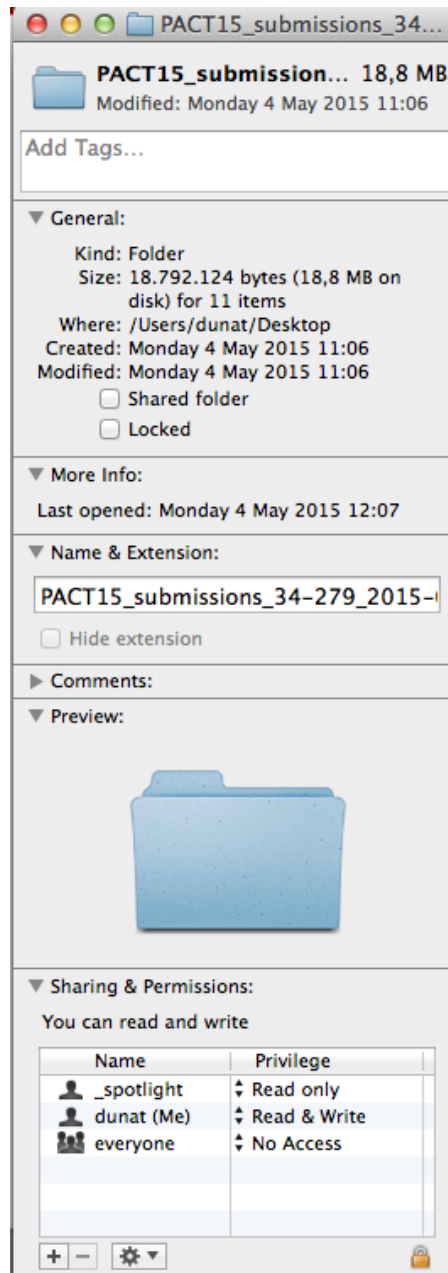 PACT15_submissions_34...
PACT15_submission... 18,8 MB
Modified: Monday 4 May 2015 11:06
Add Tags...
General:
Kind: Folder
Size: 18.792.124 bytes (18,8 MB on
disk) for 11 items
Where: /Users/dunat/Desktop
Created: Monday 4 May 2015 11:06
Modified: Monday 4 May 2015 11:06
Shared folder
Locked
More Info:
Last opened: Monday 4 May 2015 12:07
Name & Extension:
PACT15_submissions_34-279_2015-
Hide extension
Comments:
Preview:
Sharing & Permissions:
You can read and write
Name Privilege
_spotlight Read only
dunat (Me) Read & Write
everyone No Access